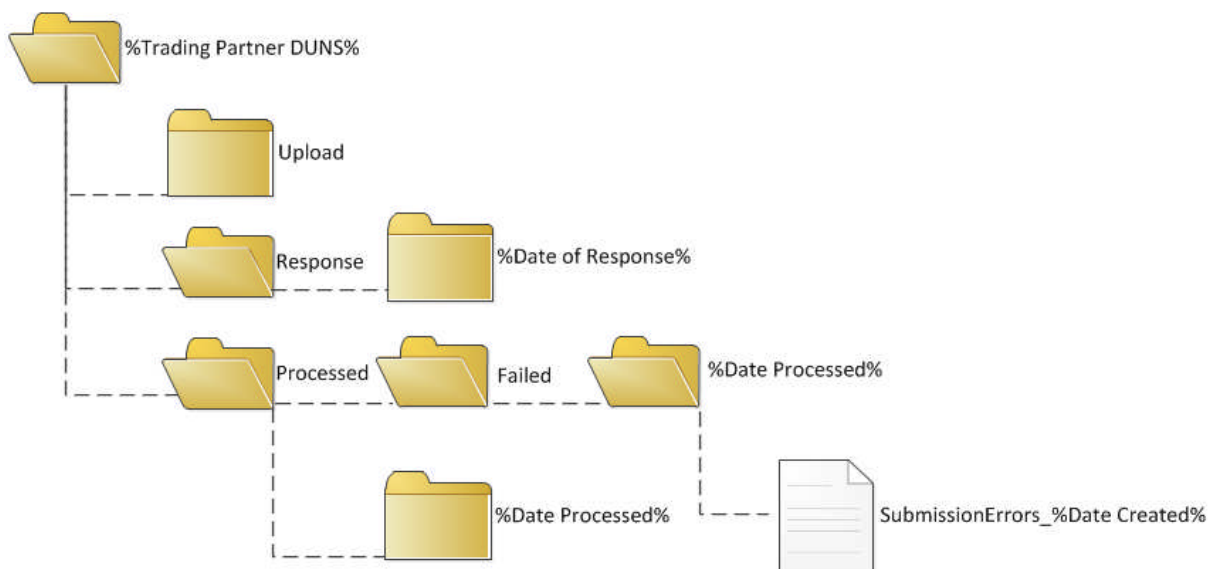 %Trading Partner DUNS%
Upload
Response
%Date of Response%
Processed
Failed
%Date Processed%
%Date Processed%
SubmissionErrors_%Date Created%